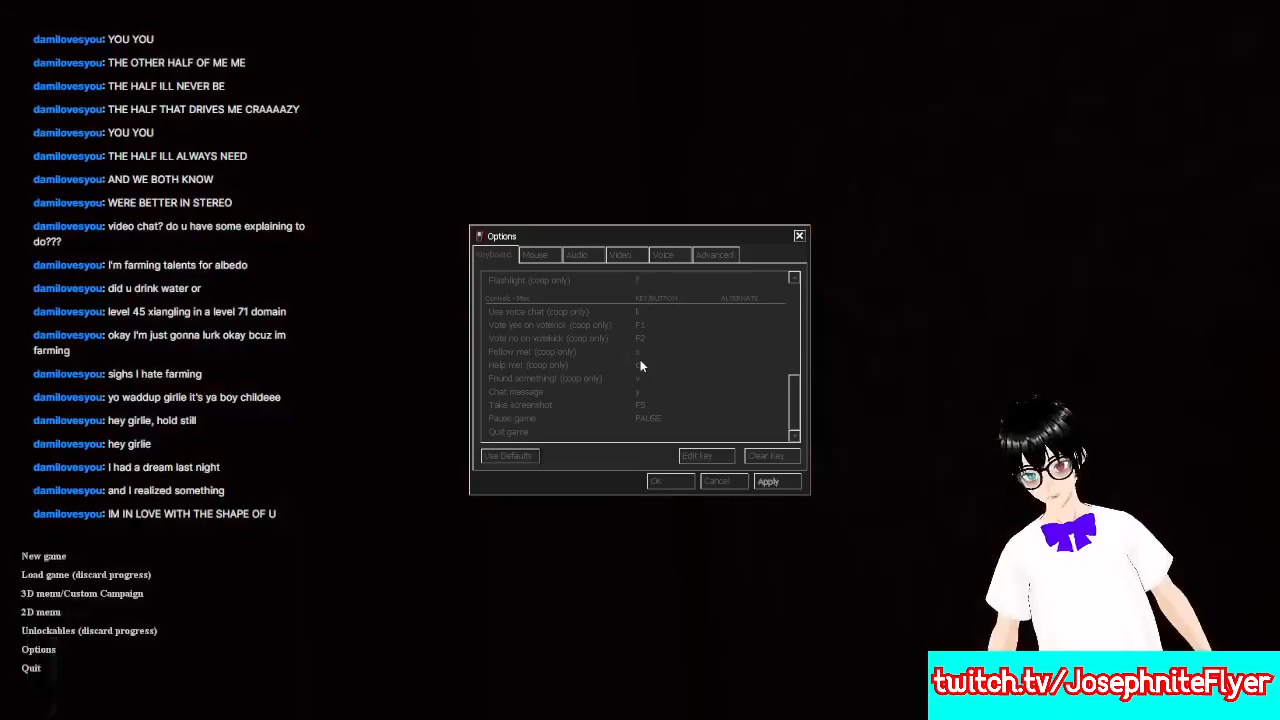 damilovesyou: YOU YOU
damilovesyou: THE OTHER HALF OF ME ME
damilovesyou: THE HALF ILL NEVER BE
damilovesyou: THE HALF THAT DRIVES ME CRAAAAZY
damilovesyou: YOU YOU
damilovesyou: THE HALF ILL ALWAYS NEED
damilovesyou: AND WE BOTH KNOW
damilovesyou: WERE BETTER IN STEREO
damilovesyou: video chat? do u have some explaining to
do???
damilovesyou: I'm farming talents for albedo
damilovesyou: did u drink water or
damilovesyou: level 45 xiangling in a level 71 domain
damilovesyou: okay I'm just gonna lurk okay bcuz im
farming
damilovesyou: sighs I hate farming
damilovesyou: yo waddup girlie it's ya boy childeee
damilovesyou: hey girlie, hold still
damilovesyou: hey girlie
damilovesyou: I had a dream last night
damilovesyou: and I realized something
damilovesyou: IM IN LOVE WITH THE SHAPE OF U
New game
Load game (discard progress)
3D menu/Custom Campaign
2D menu
Unlockables (discard progress)
Options
Quit
Options
Keyboard Mouse Audio Video Voice Advanced
Flashlight (coop only) f
Controls - Misc KEY/BUTTON ALTERNATE
Use voice chat (coop only) k
Vote yes on votekick (coop only) F1
Vote no on votekick (coop only) F2
Follow me! (coop only) x
Help me! (coop only)
Found something! (coop only) v
Chat message y
Take screenshot F5
Pause game PAUSE
Quit game
Use Defaults Edit key Clear Key
OK Cancel Apply
twitch.tv/JosephniteFlyer